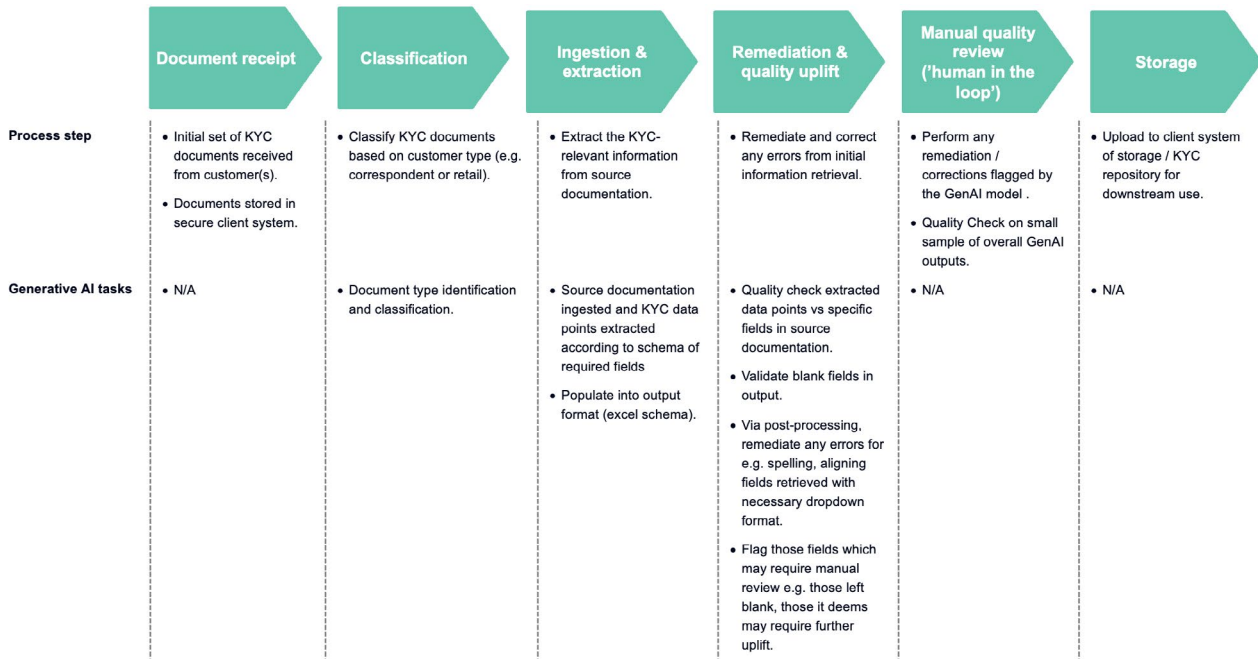 Document receipt
Classification
Ingestion &
extraction
Remediation &
quality uplift
Manual quality
review
('human in the
loop')
Storage
Process step
• Initial set of KYC
documents received
from customer(s).
• Documents stored in
secure client system.
• Classify KYC documents
based on customer type (e.g.
correspondent or retail).
• Extract the KYC-
relevant information
from source
documentation.
• Remediate and correct
any errors from initial
information retrieval.
• Perform any
remediation /
corrections flagged by
the GenAI model .
• Quality Check on small
sample of overall GenAI
outputs.
• Upload to client system
of storage / KYC
repository for
downstream use.
Generative AI tasks
• N/A
• Document type identification
and classification.
• Source documentation
ingested and KYC data
points extracted
according to schema of
required fields
• Populate into output
format (excel schema).
• Quality check extracted
data points vs specific
fields in source
documentation.
• Validate blank fields in
output.
• Via post-processing,
remediate any errors for
e.g. spelling, aligning
fields retrieved with
necessary dropdown
format.
• Flag those fields which
may require manual
review e.g. those left
blank, those it deems
may require further
uplift.
• N/A
• N/A